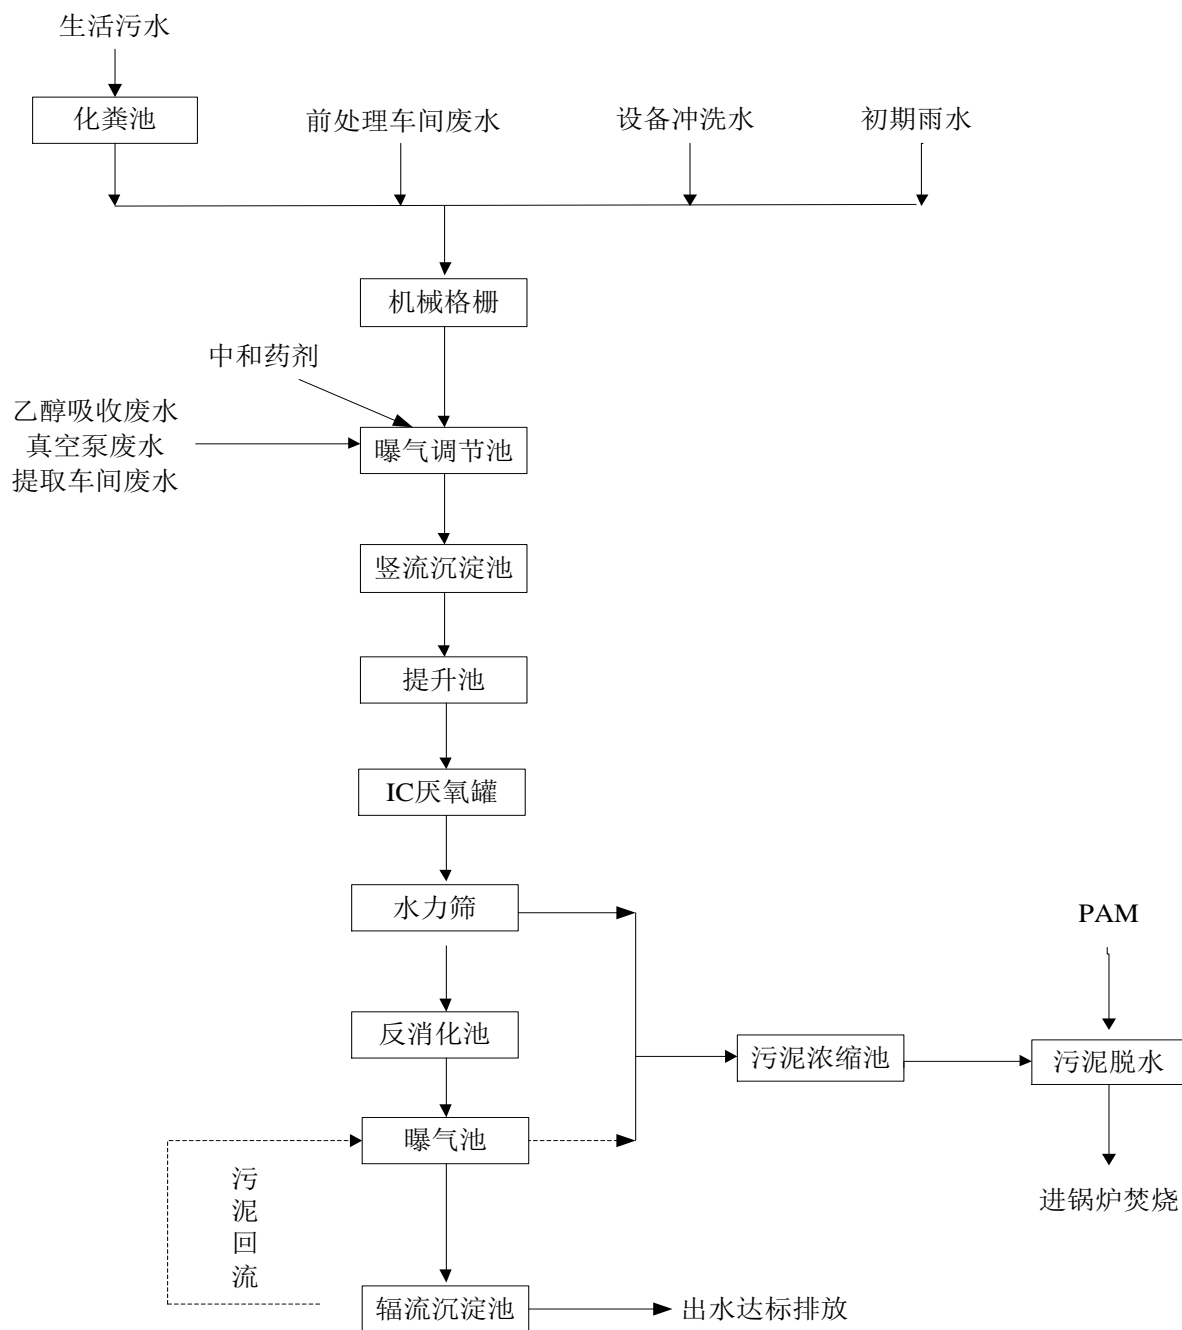 生活污水
化粪池
前处理车间废水
设备冲洗水
初期雨水
机械格栅
中和药剂
乙醇吸收废水
真空泵废水
提取车间废水
曝气调节池
竖流沉淀池
提升池
IC厌氧罐
水力筛
PAM
反消化池
污泥浓缩池
污泥脱水
曝气池
污
泥
回
流
进锅炉焚烧
辐流沉淀池
出水达标排放